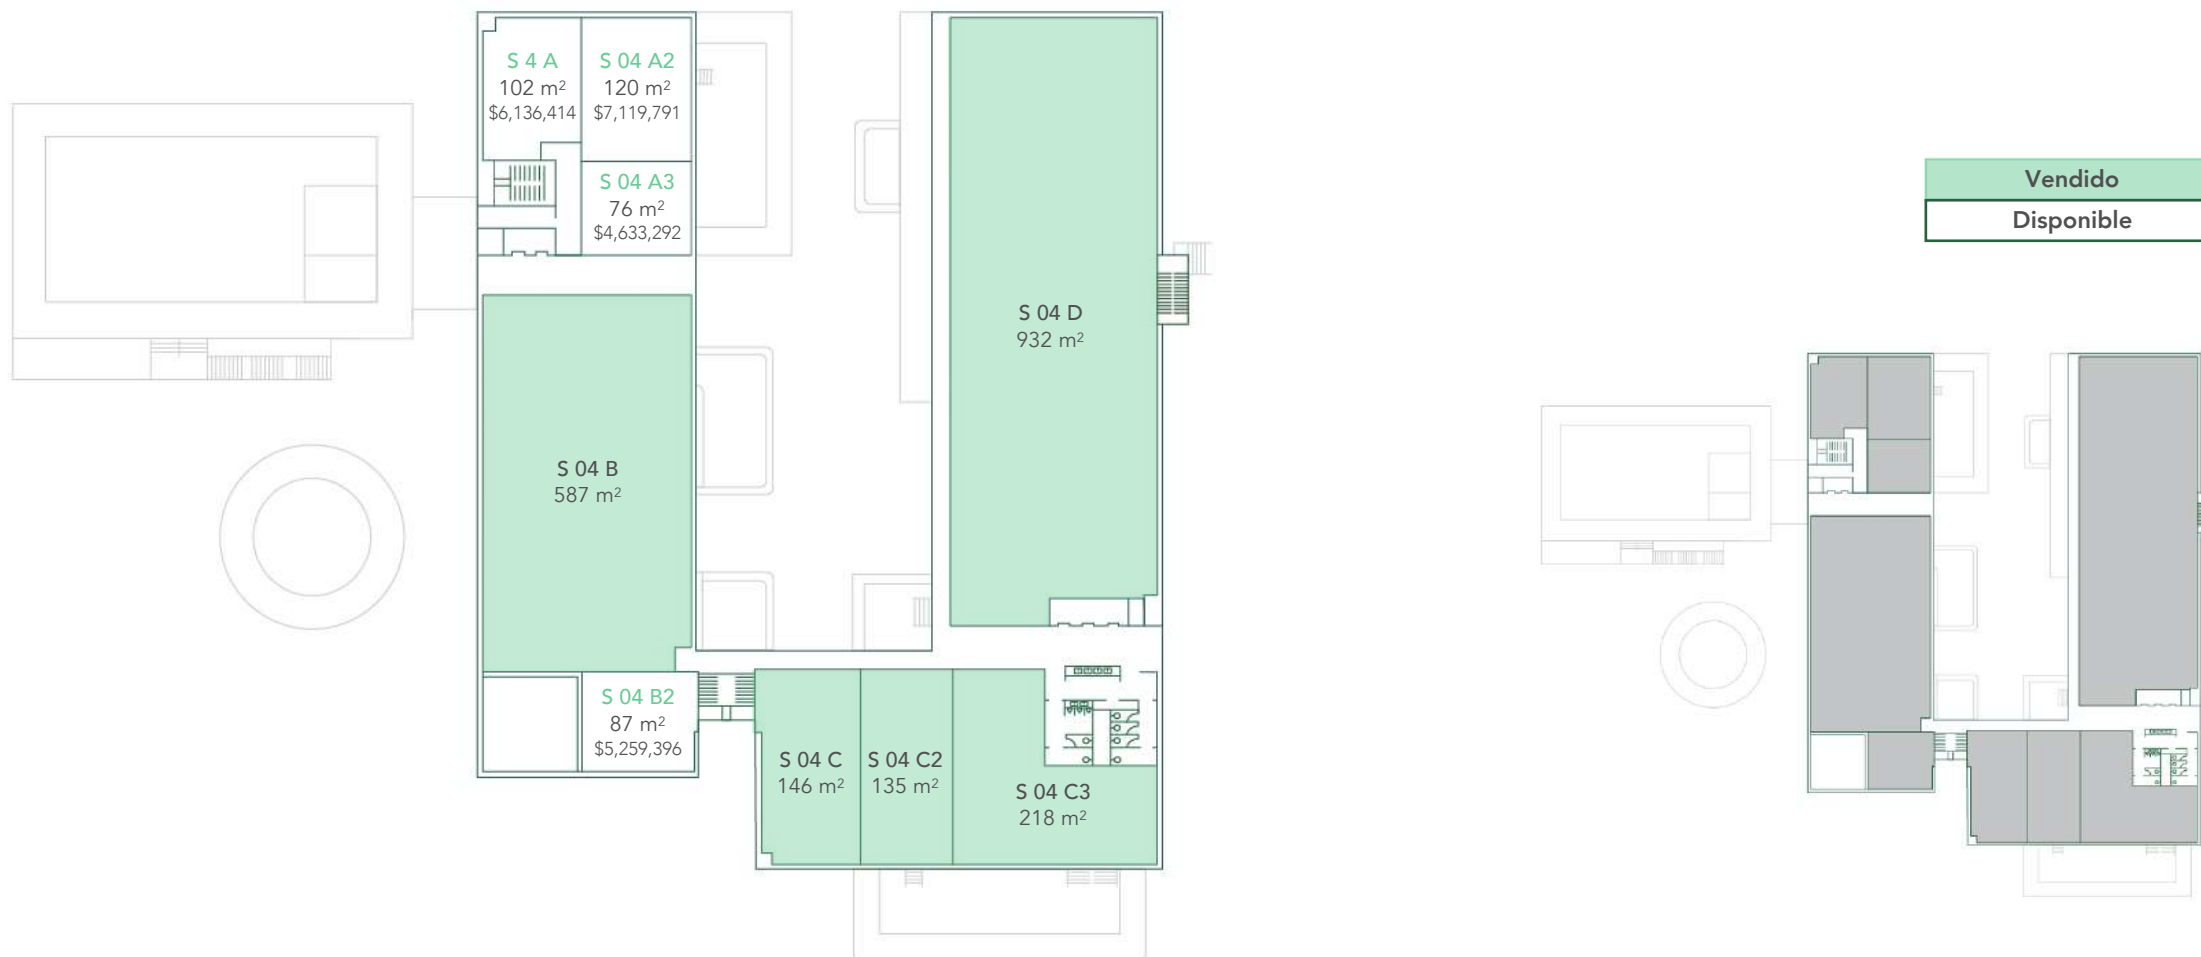 S 4 A
102 m²
$6,136,414
S 04 A2
120 m²
$7,119,791
S 04 A3
76 m²
$4,633,292
Vendido
Disponible
S 04 D
932 m²
S 04 B
587 m²
S 04 B2
87 m²
$5,259,396
S 04 C
146 m²
S 04 C2
135 m²
S 04 C3
218 m²